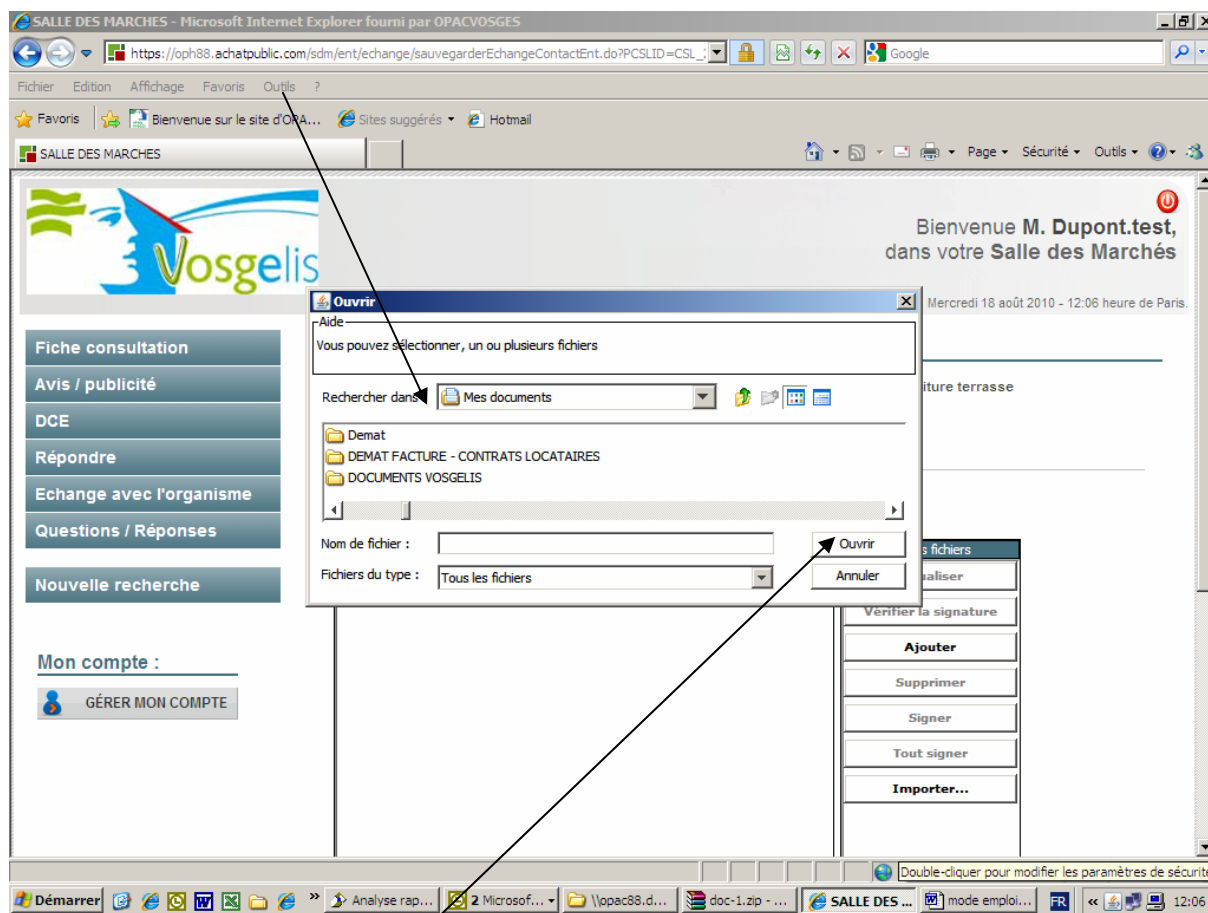 SALLE DES MARCHES - Microsoft Internet Explorer fourni par OPACVOSGES
https://oph88.achatpublic.com/sdm/ent/echange/sauvegarderEchangeContactEnt.do?PCSLID=CSL_
Google
Fichier Edition Affichage Favoris Outils ?
Favoris Bienvenue sur le site d'OPA... Sites suggérés Hotmail
SALLE DES MARCHES
Page Sécurité Outils
Vosgelis
Bienvenue M. Dupont.test,
dans votre Salle des Marchés
Mercredi 18 août 2010 - 12:06 heure de Paris.
Fiche consultation
Avis / publicité
DCE
Répondre
Echange avec l'organisme
Questions / Réponses
Nouvelle recherche
Mon compte :
GÉRER MON COMPTE
Ouvrir
Aide
Vous pouvez sélectionner, un ou plusieurs fichiers
Rechercher dans Mes documents
Demat
DEMAT FACTURE - CONTRATS LOCATAIRES
DOCUMENTS VOSGELIS
Nom de fichier : Ouvrir
Fichiers du type : Tous les fichiers Annuler
iture terrasse
s fichiers
aliser
Vérifier la signature
Ajouter
Supprimer
Signer
Tout signer
Importer...
Double-cliquer pour modifier les paramètres de sécurité
Démarrer » Analyse rap... 2 Microsof... \\opac88.d... doc-1.zip - ... SALLE DES ... mode emploi... FR « 12:06